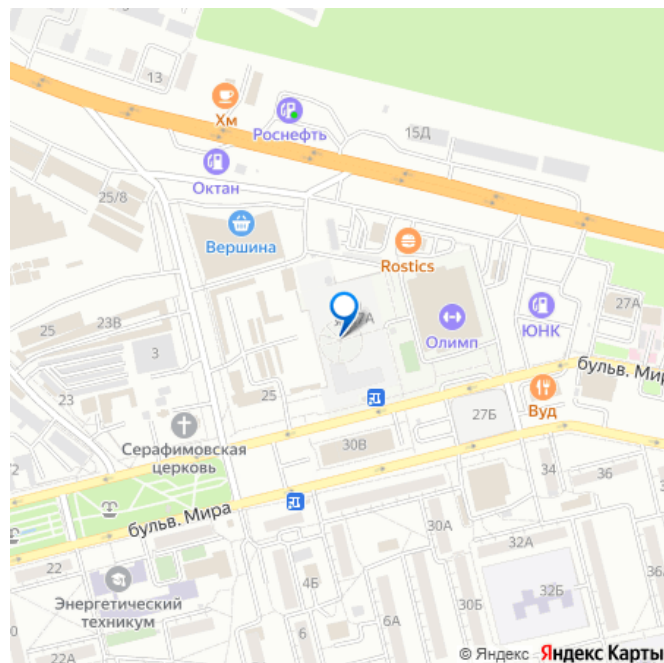 13
Хм
Роснефть
15Д
Октан
25/8
Вершина
Rostics
27А
23В
25
3
Олимп
ЮНК
бульв. Мира
23
25
Вуд
27Б
Серафимовская
церковь
30В
34
36
бульв. Мира
30А
32А
22
4Б
Энергетический
техникум
6А
30Б
32Б
22А
6
© Яндекс Яндекс Карты